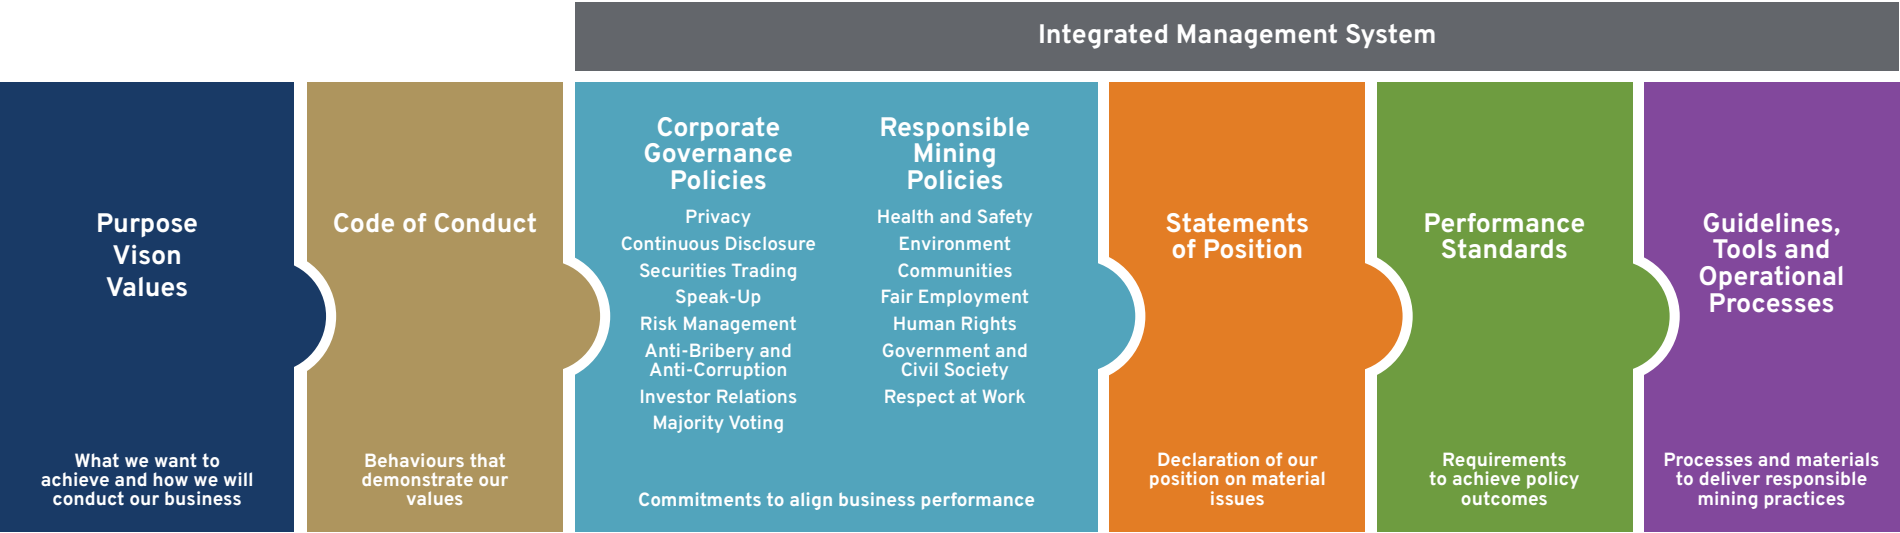 Integrated Management System
Purpose
Vison
Values
What we want to
achieve and how we will
conduct our business
Code of Conduct
Behaviours that
demonstrate our
values
Corporate
Governance
Policies
Privacy
Continuous Disclosure
Securities Trading
Speak-Up
Risk Management
Anti-Bribery and
Anti-Corruption
Investor Relations
Majority Voting
Responsible
Mining
Policies
Health and Safety
Environment
Communities
Fair Employment
Human Rights
Government and
Civil Society
Respect at Work
Commitments to align business performance
Statements
of Position
Declaration of our
position on material
issues
Performance
Standards
Requirements
to achieve policy
outcomes
Guidelines,
Tools and
Operational
Processes
Processes and materials
to deliver responsible
mining practices